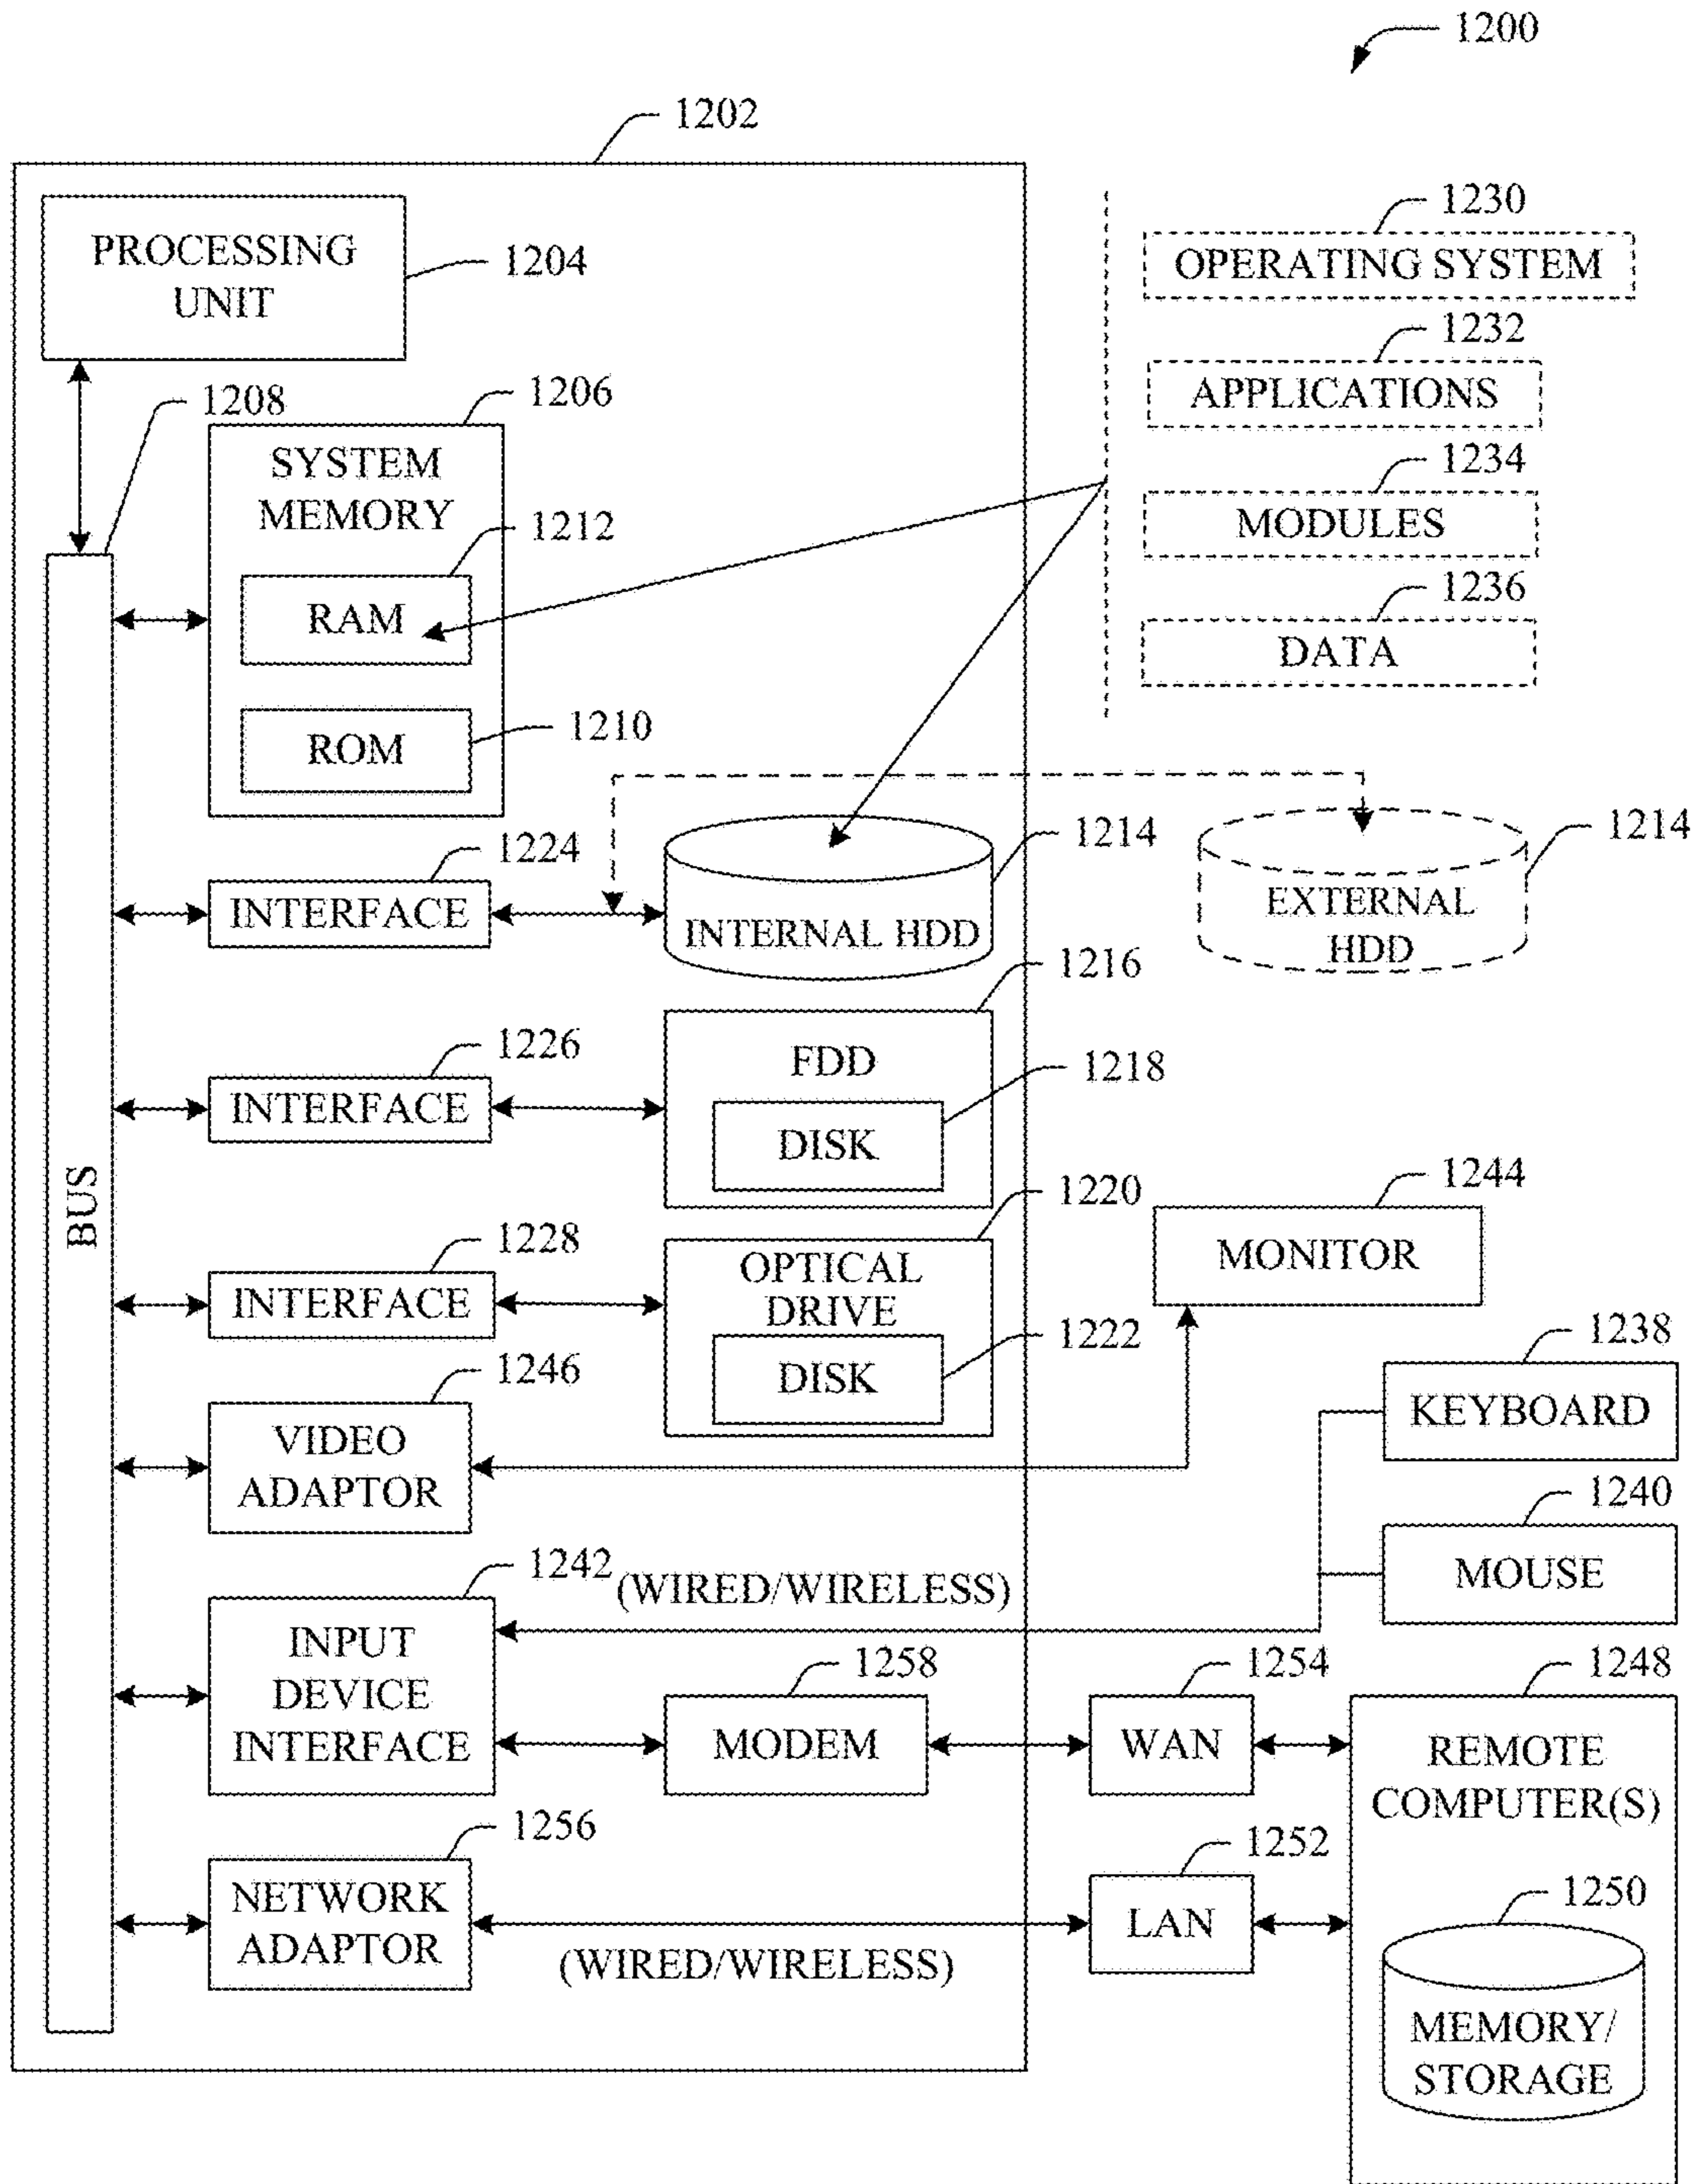 1200
1202
PROCESSING
UNIT
1204
1230
OPERATING SYSTEM
1232
APPLICATIONS
1234
MODULES
1236
DATA
1208
1206
SYSTEM
MEMORY
1212
RAM
1210
ROM
1224
INTERFACE
1214
INTERNAL HDD
1214
EXTERNAL
HDD
1226
INTERFACE
1216
FDD
1218
DISK
BUS
1228
INTERFACE
1220
OPTICAL
DRIVE
1222
DISK
1244
MONITOR
1246
VIDEO
ADAPTOR
1238
KEYBOARD
1240
MOUSE
1242
(WIRED/WIRELESS)
INPUT
DEVICE
INTERFACE
1258
MODEM
1254
WAN
1248
REMOTE
COMPUTER(S)
1256
NETWORK
ADAPTOR
(WIRED/WIRELESS)
1252
LAN
1250
MEMORY/
STORAGE